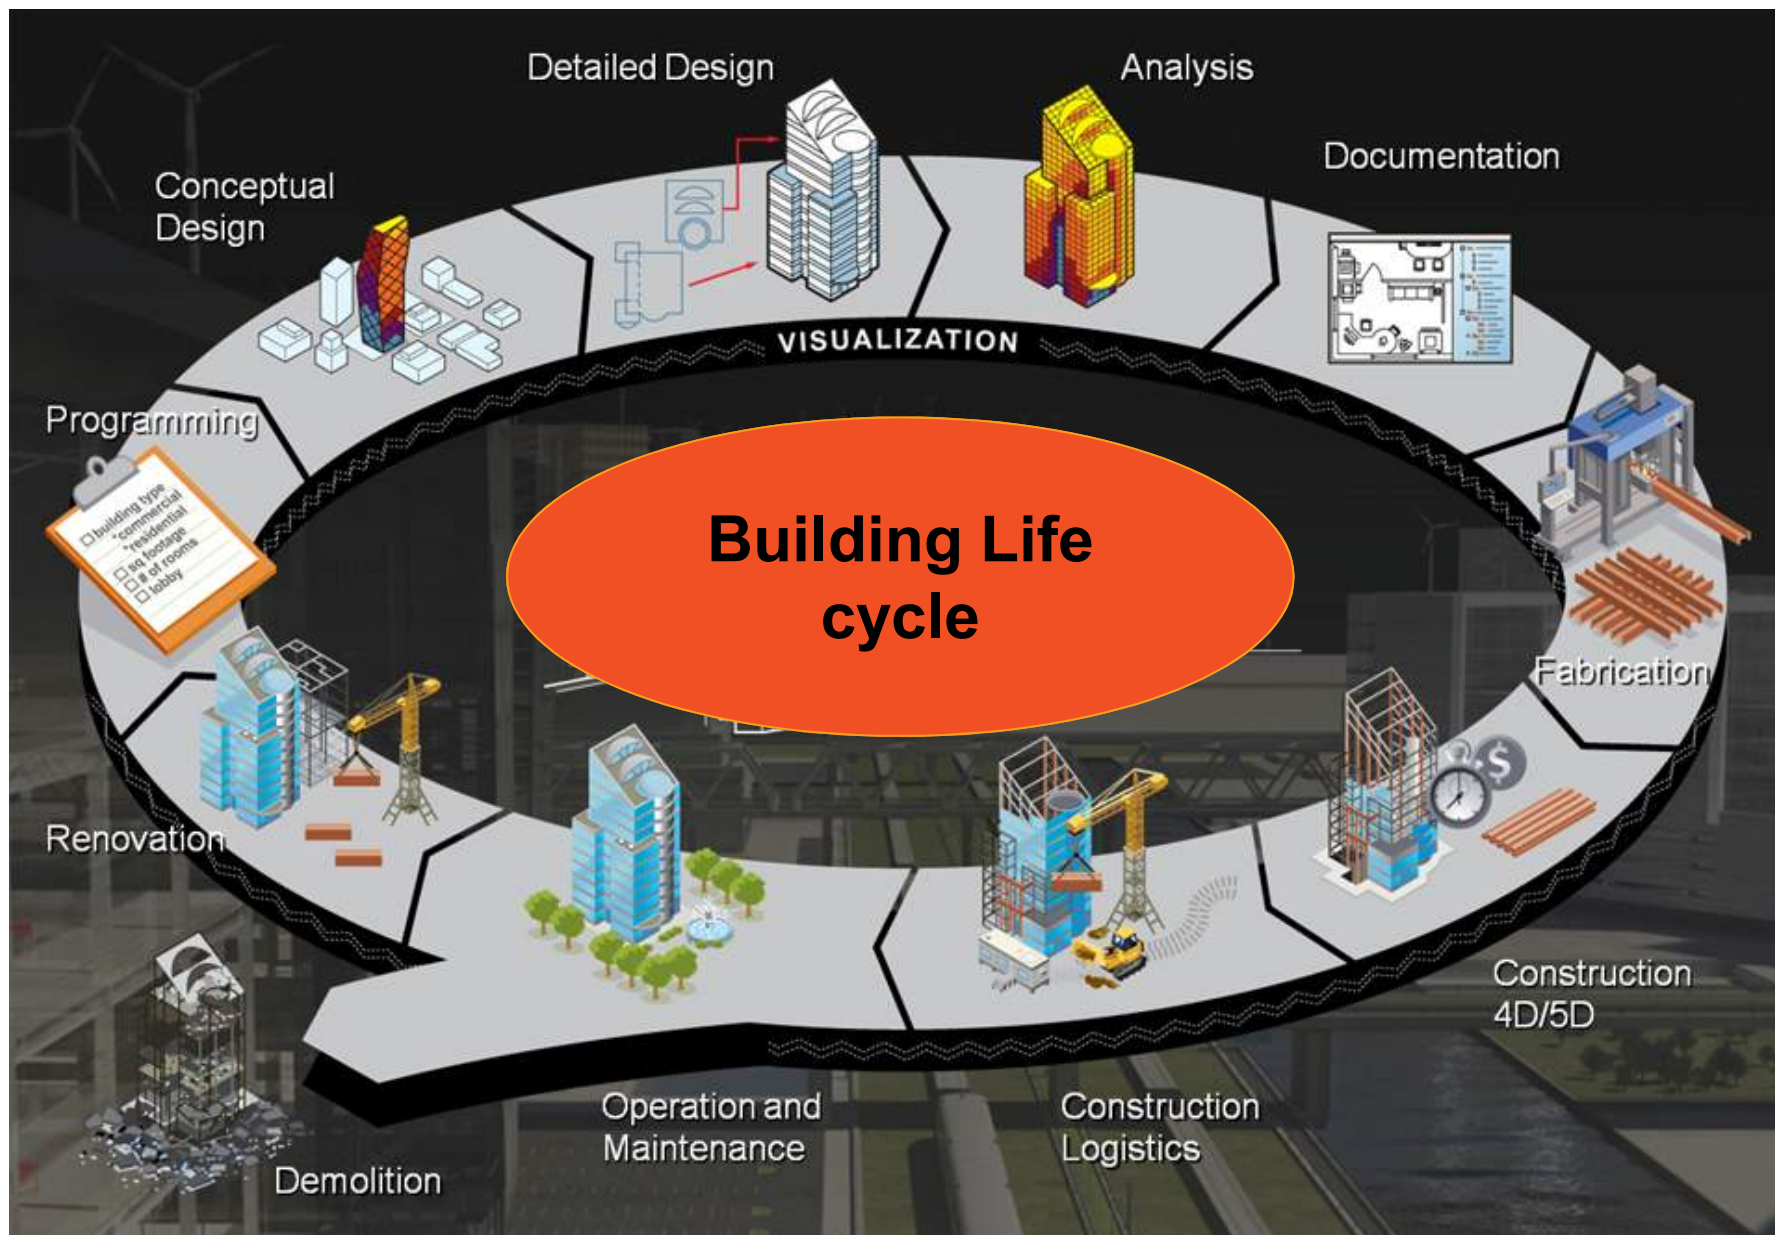 Detailed Design
Analysis
Documentation
Conceptual
Design
VISUALIZATION
Programming
building type
*commercial
*residential
sq footage
# of rooms
lobby
Building Life
cycle
Fabrication
$
Renovation
Construction
4D/5D
Operation and
Maintenance
Construction
Logistics
Demolition